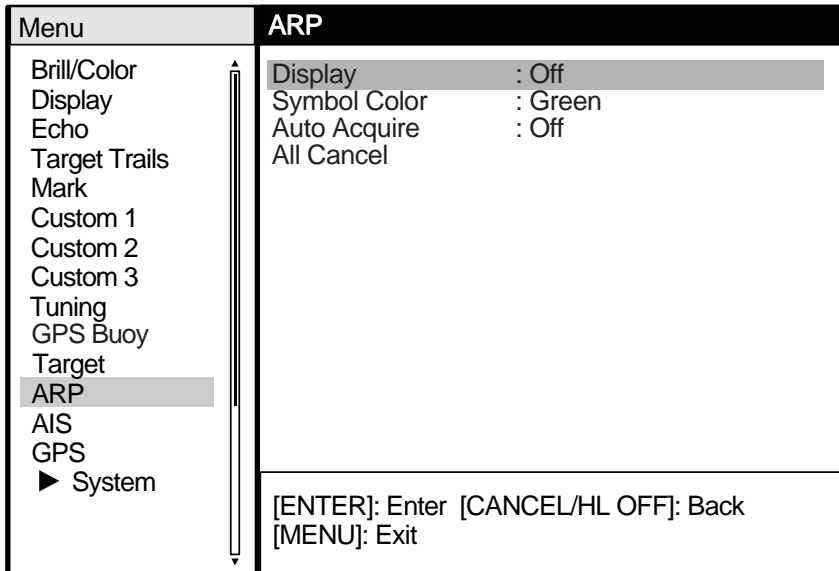 Menu
Brill/Color
Display
Echo
Target Trails
Mark
Custom 1
Custom 2
Custom 3
Tuning
GPS Buoy
Target
ARP
AIS
GPS
► System
ARP
Display : Off
Symbol Color : Green
Auto Acquire : Off
All Cancel
[ENTER]: Enter [CANCEL/HL OFF]: Back
[MENU]: Exit